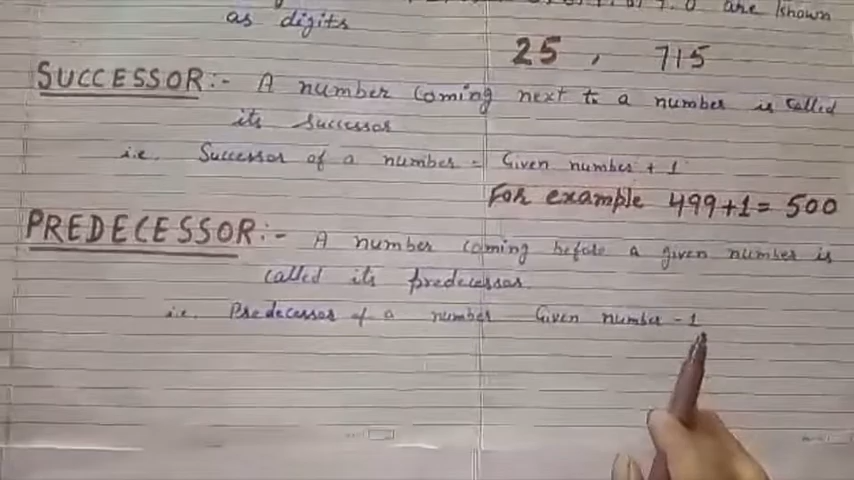 are shown
as digits
25 , 715
SUCCESSOR:- A number coming next to a number is called
its successor
i.e. Successor of a number = Given number + 1
For example 499+1= 500
PREDECESSOR:- A number coming before a given number is
called its predecessor
i.e. Predecessor of a number Given number - 1